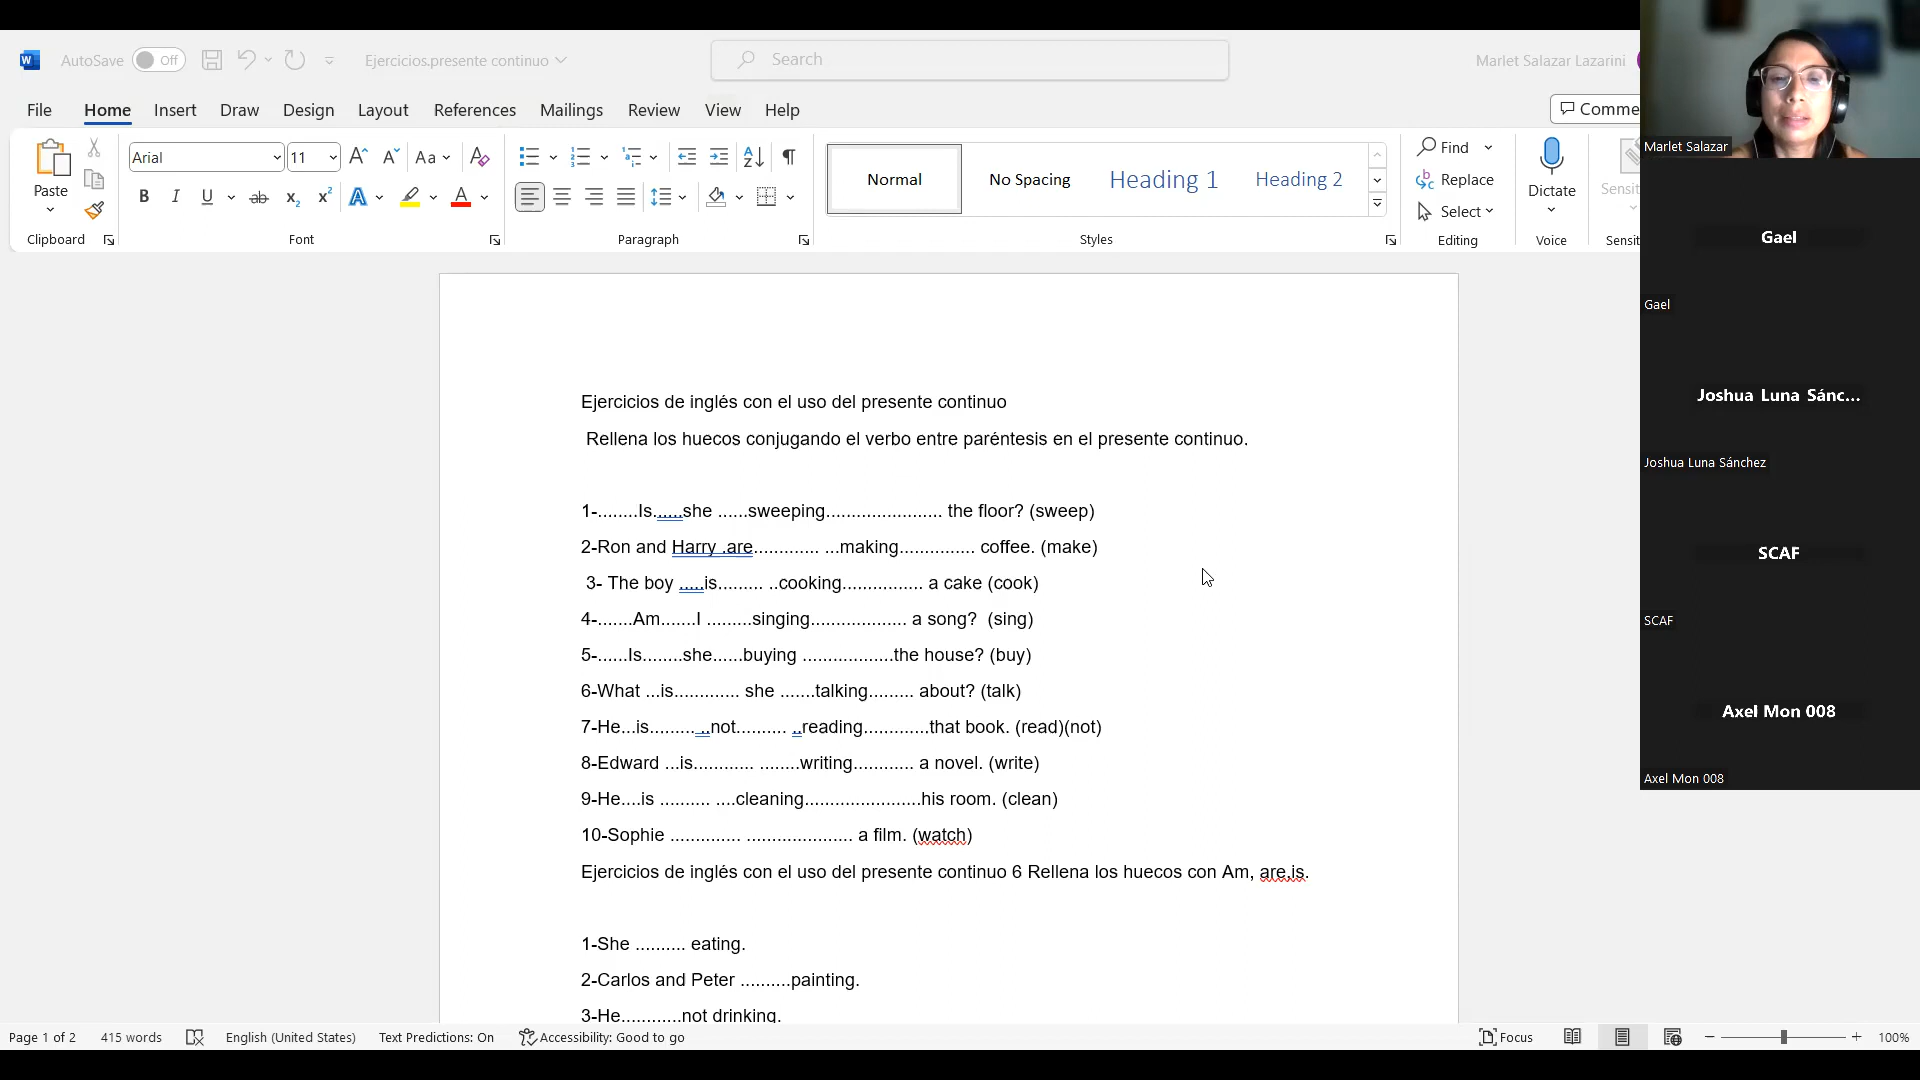 AutoSave Off Ejercicios.presente continuo Search Marlet Salazar Lazarini
File Home Insert Draw Design Layout References Mailings Review View Help Comme
Paste
Clipboard
Arial 11
Font
Paragraph
Normal No Spacing Heading 1 Heading 2
Styles
Find
Replace
Select
Editing
Dictate
Voice
Sensit
Sensit
Ejercicios de inglés con el uso del presente continuo
Rellena los huecos conjugando el verbo entre paréntesis en el presente continuo.
1-........Is......she ......sweeping....................... the floor? (sweep)
2-Ron and Harry .are............. ...making............... coffee. (make)
3- The boy .....is......... ..cooking................ a cake (cook)
4-.......Am.......I .........singing................... a song?  (sing)
5-......Is........she......buying ..................the house? (buy)
6-What ...is............. she .......talking......... about? (talk)
7-He...is......... ..not.......... ..reading.............that book. (read)(not)
8-Edward ...is............ ........writing............ a novel. (write)
9-He....is .......... ....cleaning.......................his room. (clean)
10-Sophie .............. ..................... a film. (watch)
Ejercicios de inglés con el uso del presente continuo 6 Rellena los huecos con Am, are,is.
1-She .......... eating.
2-Carlos and Peter ..........painting.
3-He............not drinking.
Page 1 of 2 415 words English (United States) Text Predictions: On Accessibility: Good to go Focus 100%
Marlet Salazar
Gael
Gael
Joshua Luna Sánc...
Joshua Luna Sánchez
SCAF
SCAF
Axel Mon 008
Axel Mon 008